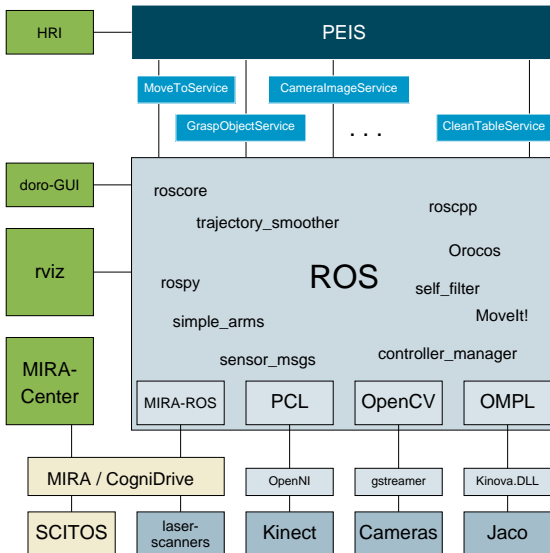 HRI
PEIS
MoveToService
CameraImageService
GraspObjectService
. . .
CleanTableService
doro-GUI
roscore
roscpp
trajectory_smoother
Orocos
rviz
rospy
ROS
self_filter
simple_arms
MoveIt!
sensor_msgs
controller_manager
MIRA-
Center
MIRA-ROS
PCL
OpenCV
OMPL
MIRA / CogniDrive
OpenNI
gstreamer
Kinova.DLL
SCITOS
laser-
scanners
Kinect
Cameras
Jaco